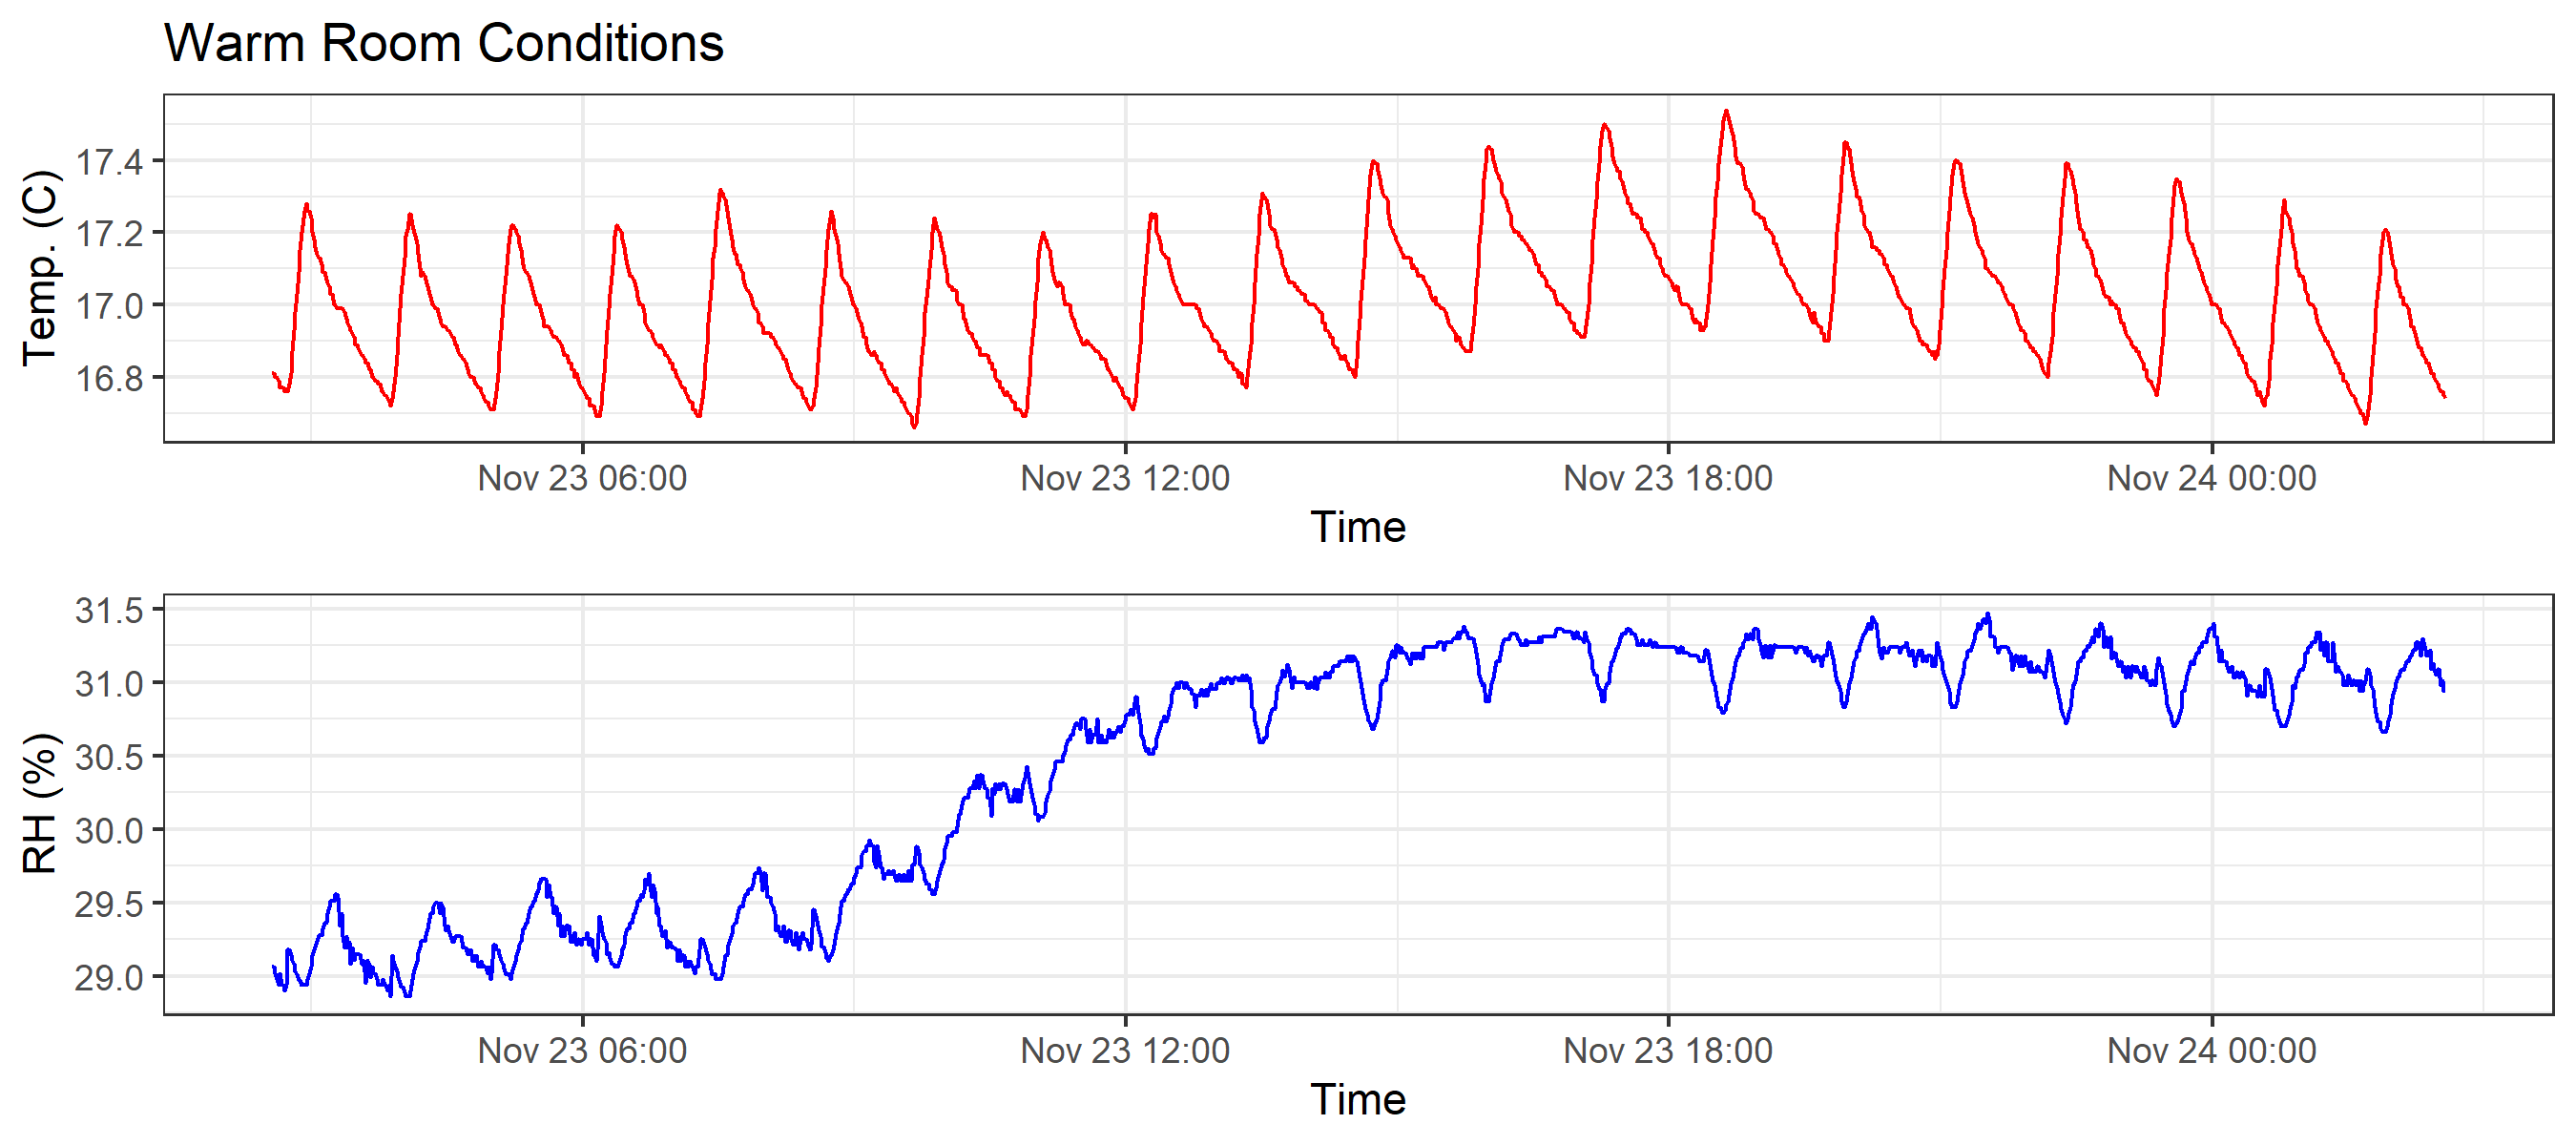 Warm Room Conditions
Temp. (C)
17.4
17.2
17.0
16.8
Nov 23 06:00 Nov 23 12:00 Nov 23 18:00 Nov 24 00:00
Time
RH (%)
31.5
31.0
30.5
30.0
29.5
29.0
Nov 23 06:00 Nov 23 12:00 Nov 23 18:00 Nov 24 00:00
Time